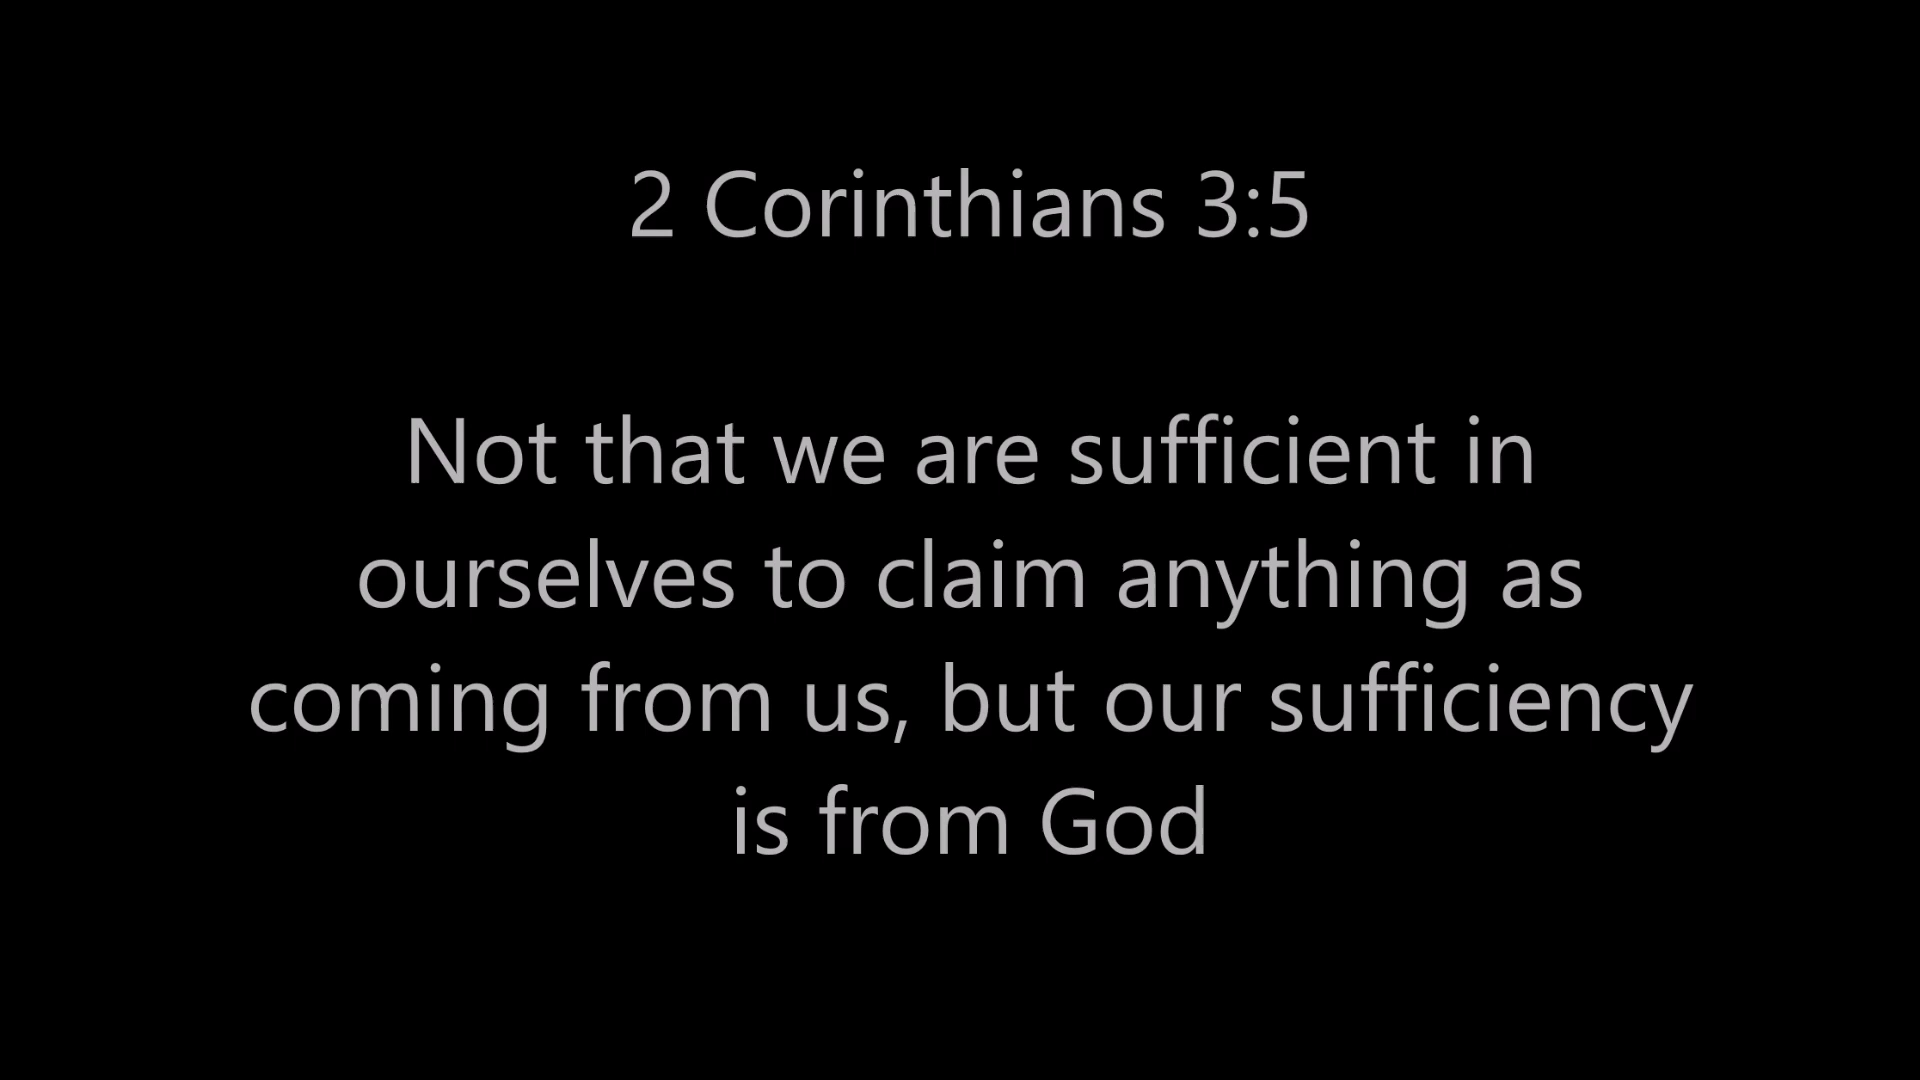 2 Corinthians 3:5
Not that we are sufficient in
ourselves to claim anything as
coming from us, but our sufficiency
is from God